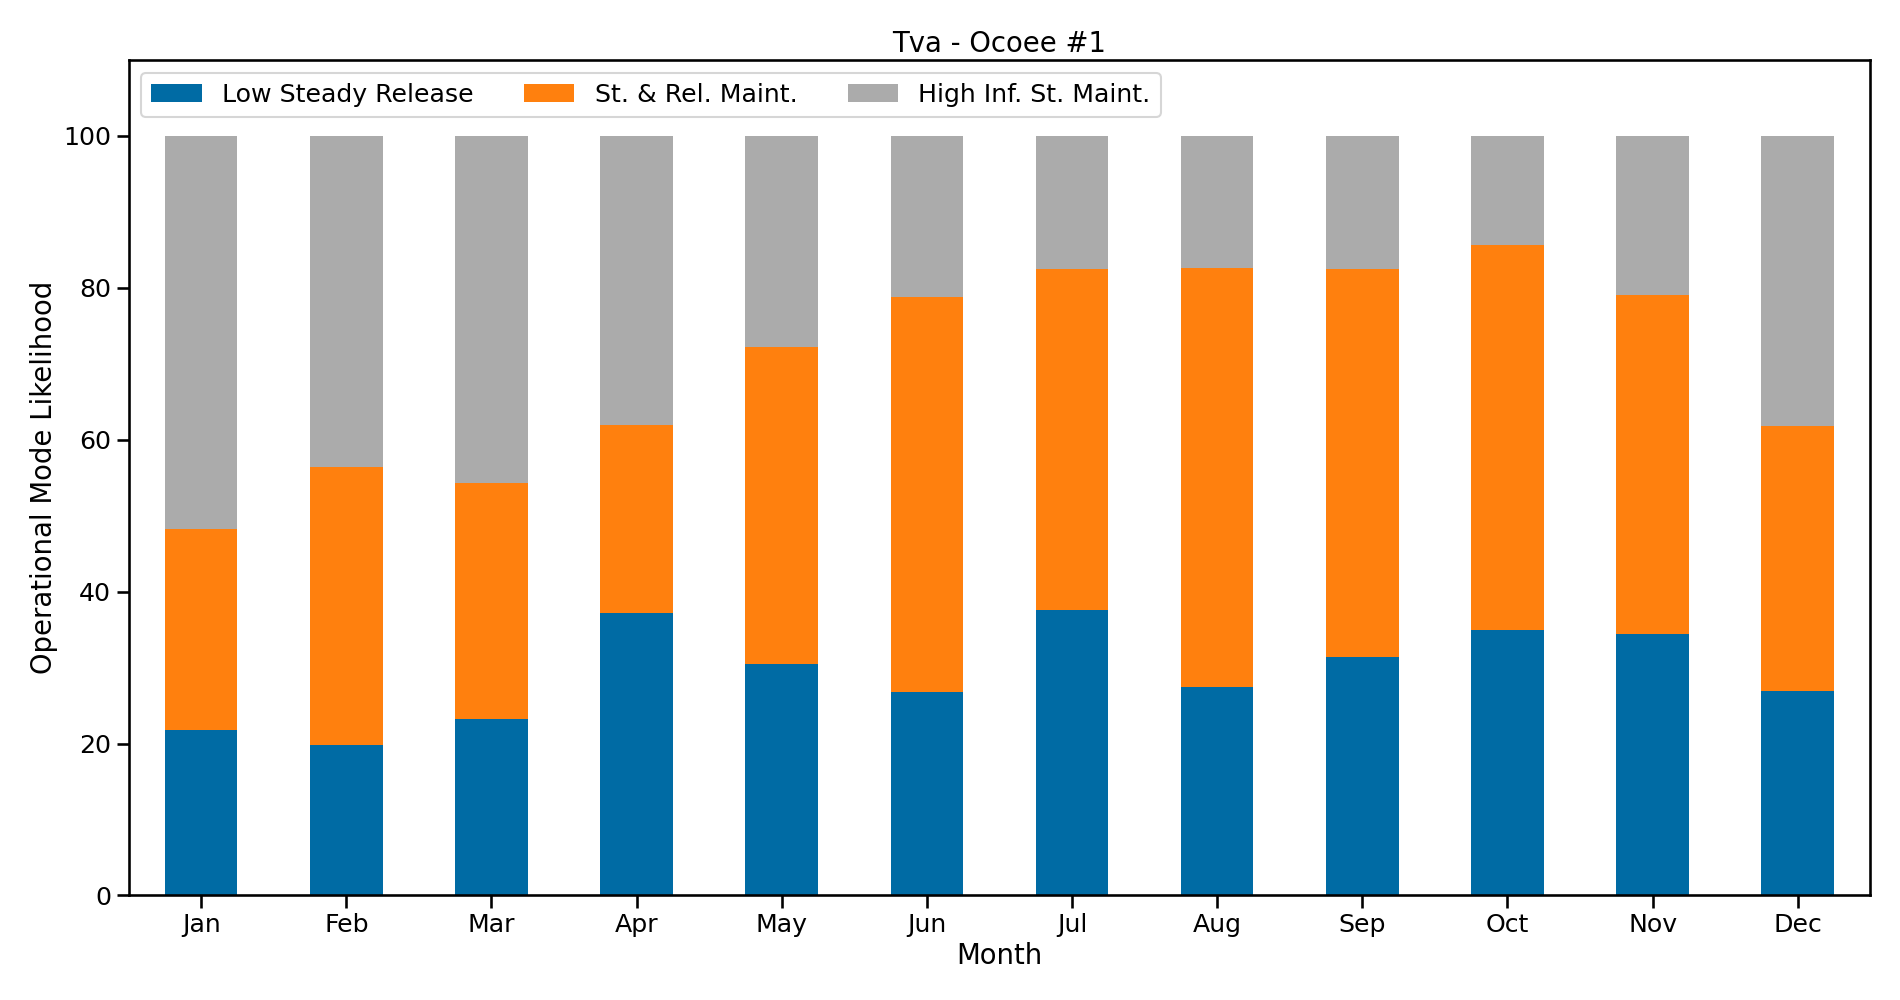 Tva - Ocoee #1
Low Steady Release St. & Rel. Maint. High Inf. St. Maint.
Operational Mode Likelihood
100
80
60
40
20
0
Jan Feb Mar Apr May Jun Jul Aug Sep Oct Nov Dec
Month